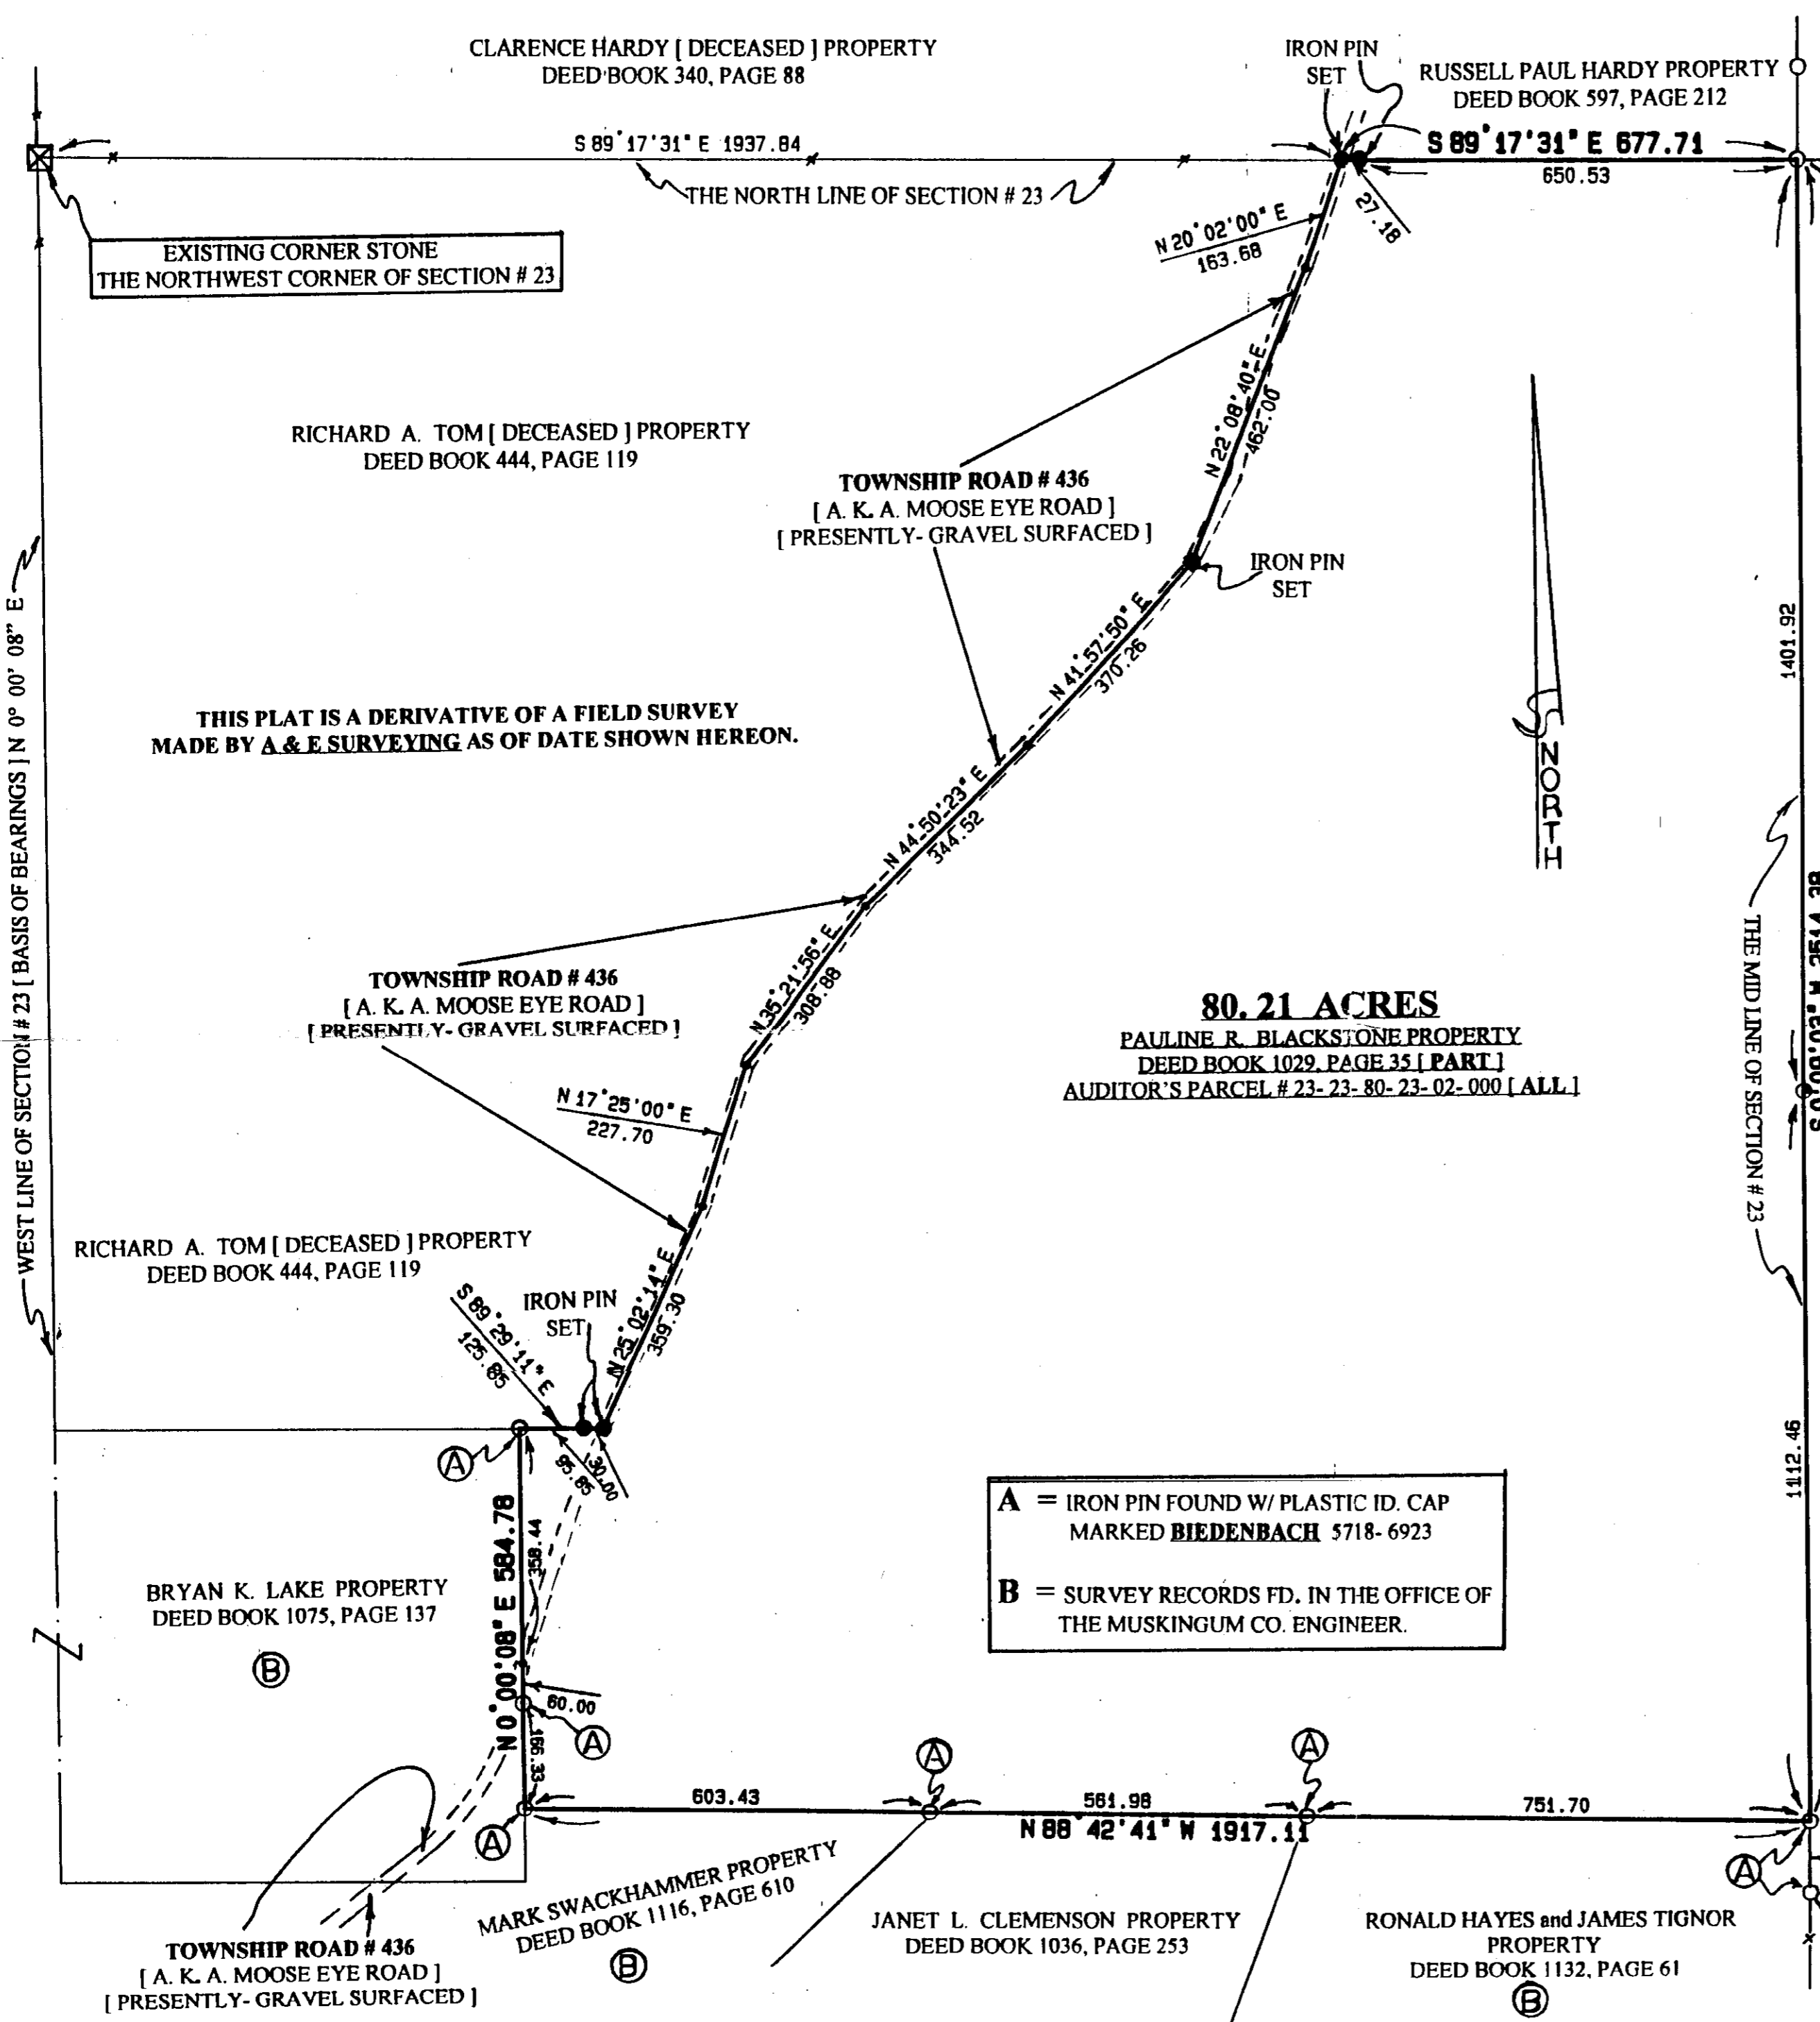 CLARENCE HARDY [ DECEASED ] PROPERTY
DEED BOOK 340, PAGE 88
IRON PIN
SET
RUSSELL PAUL HARDY PROPERTY
DEED BOOK 597, PAGE 212
S 89°17'31" E 1937.84
S 89°17'31" E 677.71
650.53
27.18
THE NORTH LINE OF SECTION # 23
EXISTING CORNER STONE
THE NORTHWEST CORNER OF SECTION # 23
N 20°02'00" E
163.68
N 22°08'40" E
462.00
RICHARD A. TOM [ DECEASED ] PROPERTY
DEED BOOK 444, PAGE 119
TOWNSHIP ROAD # 436
[ A. K. A. MOOSE EYE ROAD ]
[ PRESENTLY- GRAVEL SURFACED ]
IRON PIN
SET
N 41°57'50" E
370.26
NORTH
1401.92
WEST LINE OF SECTION # 23 [ BASIS OF BEARINGS ] N 0° 00' 08" E
THIS PLAT IS A DERIVATIVE OF A FIELD SURVEY
MADE BY A & E SURVEYING AS OF DATE SHOWN HEREON.
N 44°50'23" E
344.52
N 35°21'56" E
308.88
TOWNSHIP ROAD # 436
[ A. K. A. MOOSE EYE ROAD ]
[ PRESENTLY- GRAVEL SURFACED ]
80. 21 ACRES
PAULINE R. BLACKSTONE PROPERTY
DEED BOOK 1029, PAGE 35 [ PART ]
AUDITOR'S PARCEL # 23- 23- 80- 23- 02- 000 [ ALL ]
THE MID LINE OF SECTION # 23
N 17°25'00" E
227.70
RICHARD A. TOM [ DECEASED ] PROPERTY
DEED BOOK 444, PAGE 119
N 25°02'14" E
359.30
S 89°29'11" E
125.85
IRON PIN
SET
95.85
30.00
A
1112.46
A = IRON PIN FOUND W/ PLASTIC ID. CAP
MARKED BIEDENBACH 5718- 6923
B = SURVEY RECORDS FD. IN THE OFFICE OF
THE MUSKINGUM CO. ENGINEER.
N 0°00'08" E 584.78
358.44
BRYAN K. LAKE PROPERTY
DEED BOOK 1075, PAGE 137
B
60.00
A
166.33
A
A
A
603.43
561.98
751.70
N 88°42'41" W 1917.11
A
MARK SWACKHAMMER PROPERTY
DEED BOOK 1116, PAGE 610
B
JANET L. CLEMENSON PROPERTY
DEED BOOK 1036, PAGE 253
RONALD HAYES and JAMES TIGNOR
PROPERTY
DEED BOOK 1132, PAGE 61
B
TOWNSHIP ROAD # 436
[ A. K. A. MOOSE EYE ROAD ]
[ PRESENTLY- GRAVEL SURFACED ]